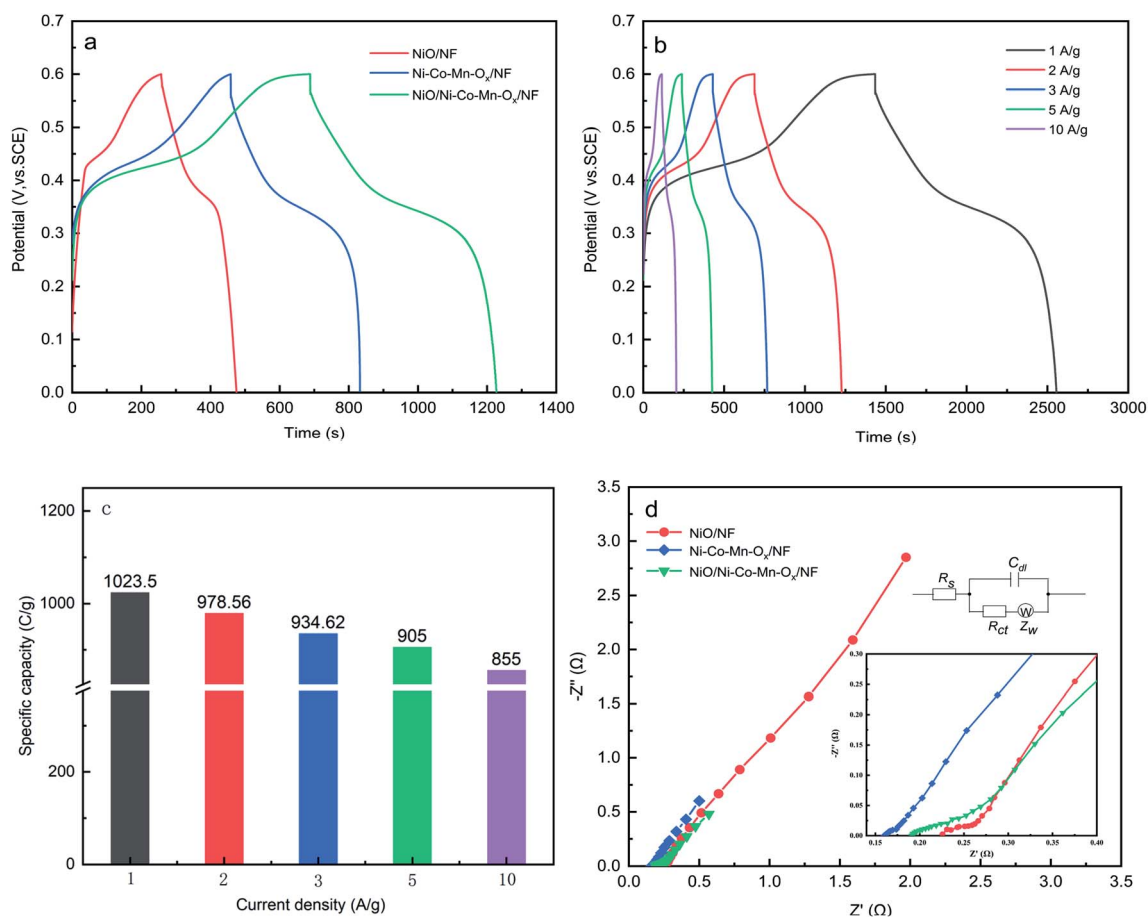 a
NiO/NF
Ni-Co-Mn-Oₓ/NF
NiO/Ni-Co-Mn-Oₓ/NF
Potential (V,vs.SCE)
0.7
0.6
0.5
0.4
0.3
0.2
0.1
0.0
0 200 400 600 800 1000 1200 1400
Time (s)
b
1 A/g
2 A/g
3 A/g
5 A/g
10 A/g
Potential (V vs.SCE)
0.7
0.6
0.5
0.4
0.3
0.2
0.1
0.0
0 500 1000 1500 2000 2500 3000
Time (s)
c
Specific capacity (C/g)
1200
1000
200
0
1023.5
978.56
934.62
905
855
1 2 3 5 10
Current density (A/g)
d
NiO/NF
Ni-Co-Mn-Oₓ/NF
NiO/Ni-Co-Mn-Oₓ/NF
-Z'' (Ω)
3.5
3.0
2.5
2.0
1.5
1.0
0.5
0.0
0.0 0.5 1.0 1.5 2.0 2.5 3.0 3.5
Z' (Ω)
Rs
Cdl
Rct
W
Zw
-Z'' (Ω)
0.30
0.25
0.20
0.15
0.10
0.05
0.00
0.15 0.20 0.25 0.30 0.35 0.40
Z' (Ω)